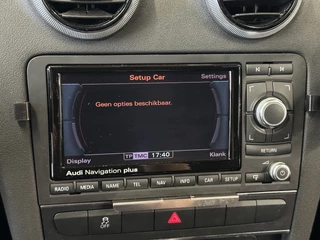 Setup Car
Settings
Geen opties beschikbaar.
Display
TP TMC 17:40
Klank
Audi Navigation plus
RETURN
RADIO MEDIA NAME TEL NAV INFO CAR SETUP
OFF